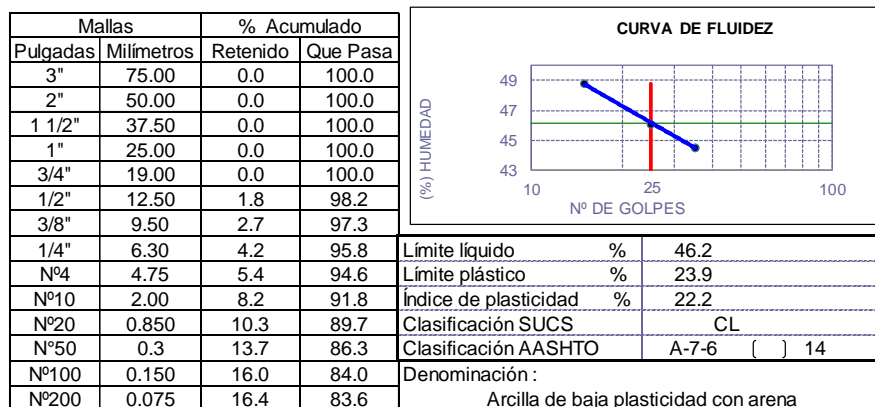 Mallas % Acumulado
Pulgadas Milímetros Retenido Que Pasa
3" 75.00 0.0 100.0
2" 50.00 0.0 100.0
1 1/2" 37.50 0.0 100.0
1" 25.00 0.0 100.0
3/4" 19.00 0.0 100.0
1/2" 12.50 1.8 98.2
3/8" 9.50 2.7 97.3
1/4" 6.30 4.2 95.8
Nº4 4.75 5.4 94.6
Nº10 2.00 8.2 91.8
Nº20 0.850 10.3 89.7
N°50 0.3 13.7 86.3
Nº100 0.150 16.0 84.0
Nº200 0.075 16.4 83.6
CURVA DE FLUIDEZ
(%) HUMEDAD
49
47
45
43
10 25 100
Nº DE GOLPES
Límite líquido % 46.2
Límite plástico % 23.9
Índice de plasticidad % 22.2
Clasificación SUCS CL
Clasificación AASHTO A-7-6 ( ) 14
Denominación :
Arcilla de baja plasticidad con arena